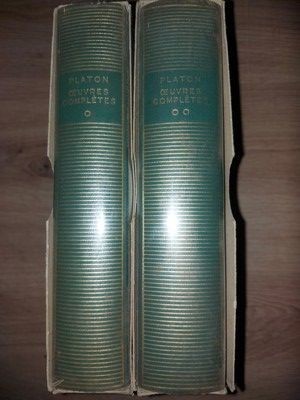 PLATON
ŒUVRES
COMPLÈTES
PLATON
ŒUVRES
COMPLÈTES